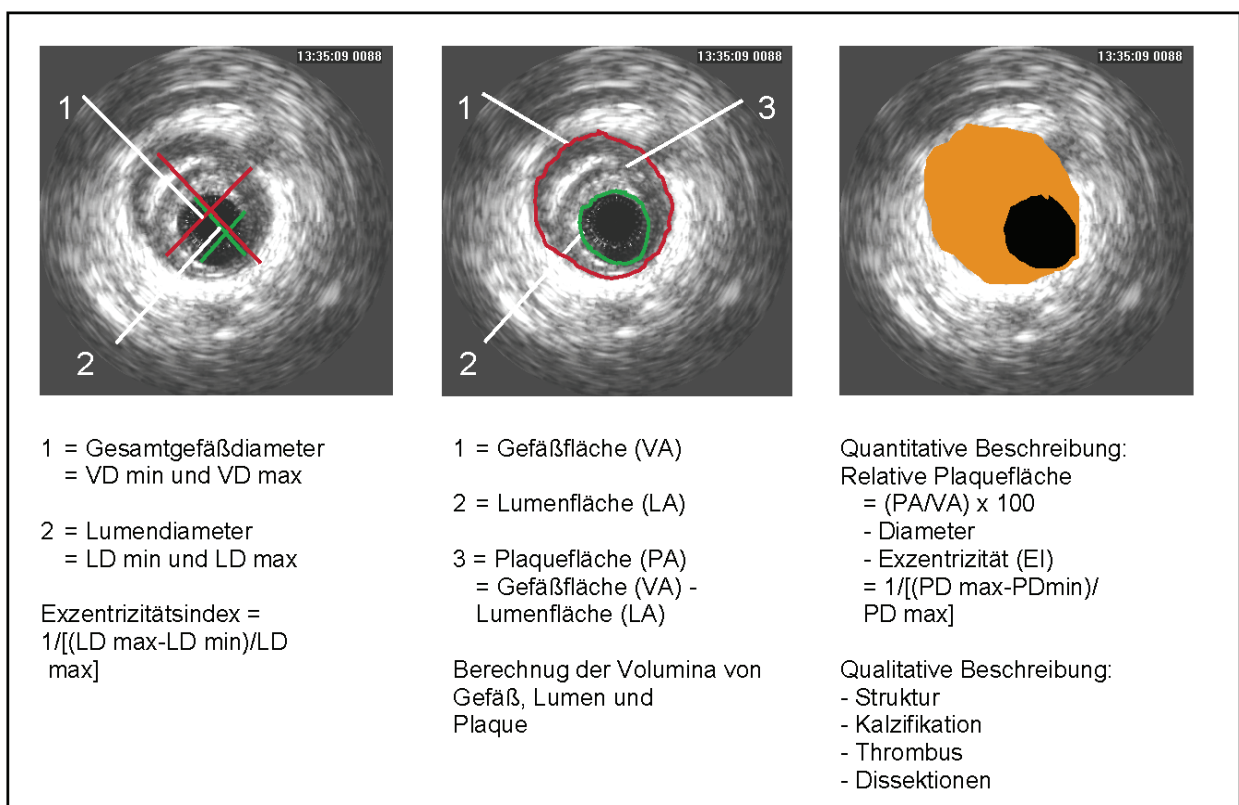 13:35:09 0088
1
2
13:35:09 0088
1
3
2
13:35:09 0088
1 = Gesamtgefäßdiameter
= VD min und VD max
2 = Lumendiameter
= LD min und LD max
Exzentrizitätsindex =
1/[(LD max-LD min)/LD
max]
1 = Gefäßfläche (VA)
2 = Lumenfläche (LA)
3 = Plaquefläche (PA)
= Gefäßfläche (VA) -
Lumenfläche (LA)
Berechnug der Volumina von
Gefäß, Lumen und
Plaque
Quantitative Beschreibung:
Relative Plaquefläche
= (PA/VA) x 100
- Diameter
- Exzentrizität (EI)
= 1/[(PD max-PDmin)/
PD max]
Qualitative Beschreibung:
- Struktur
- Kalzifikation
- Thrombus
- Dissektionen